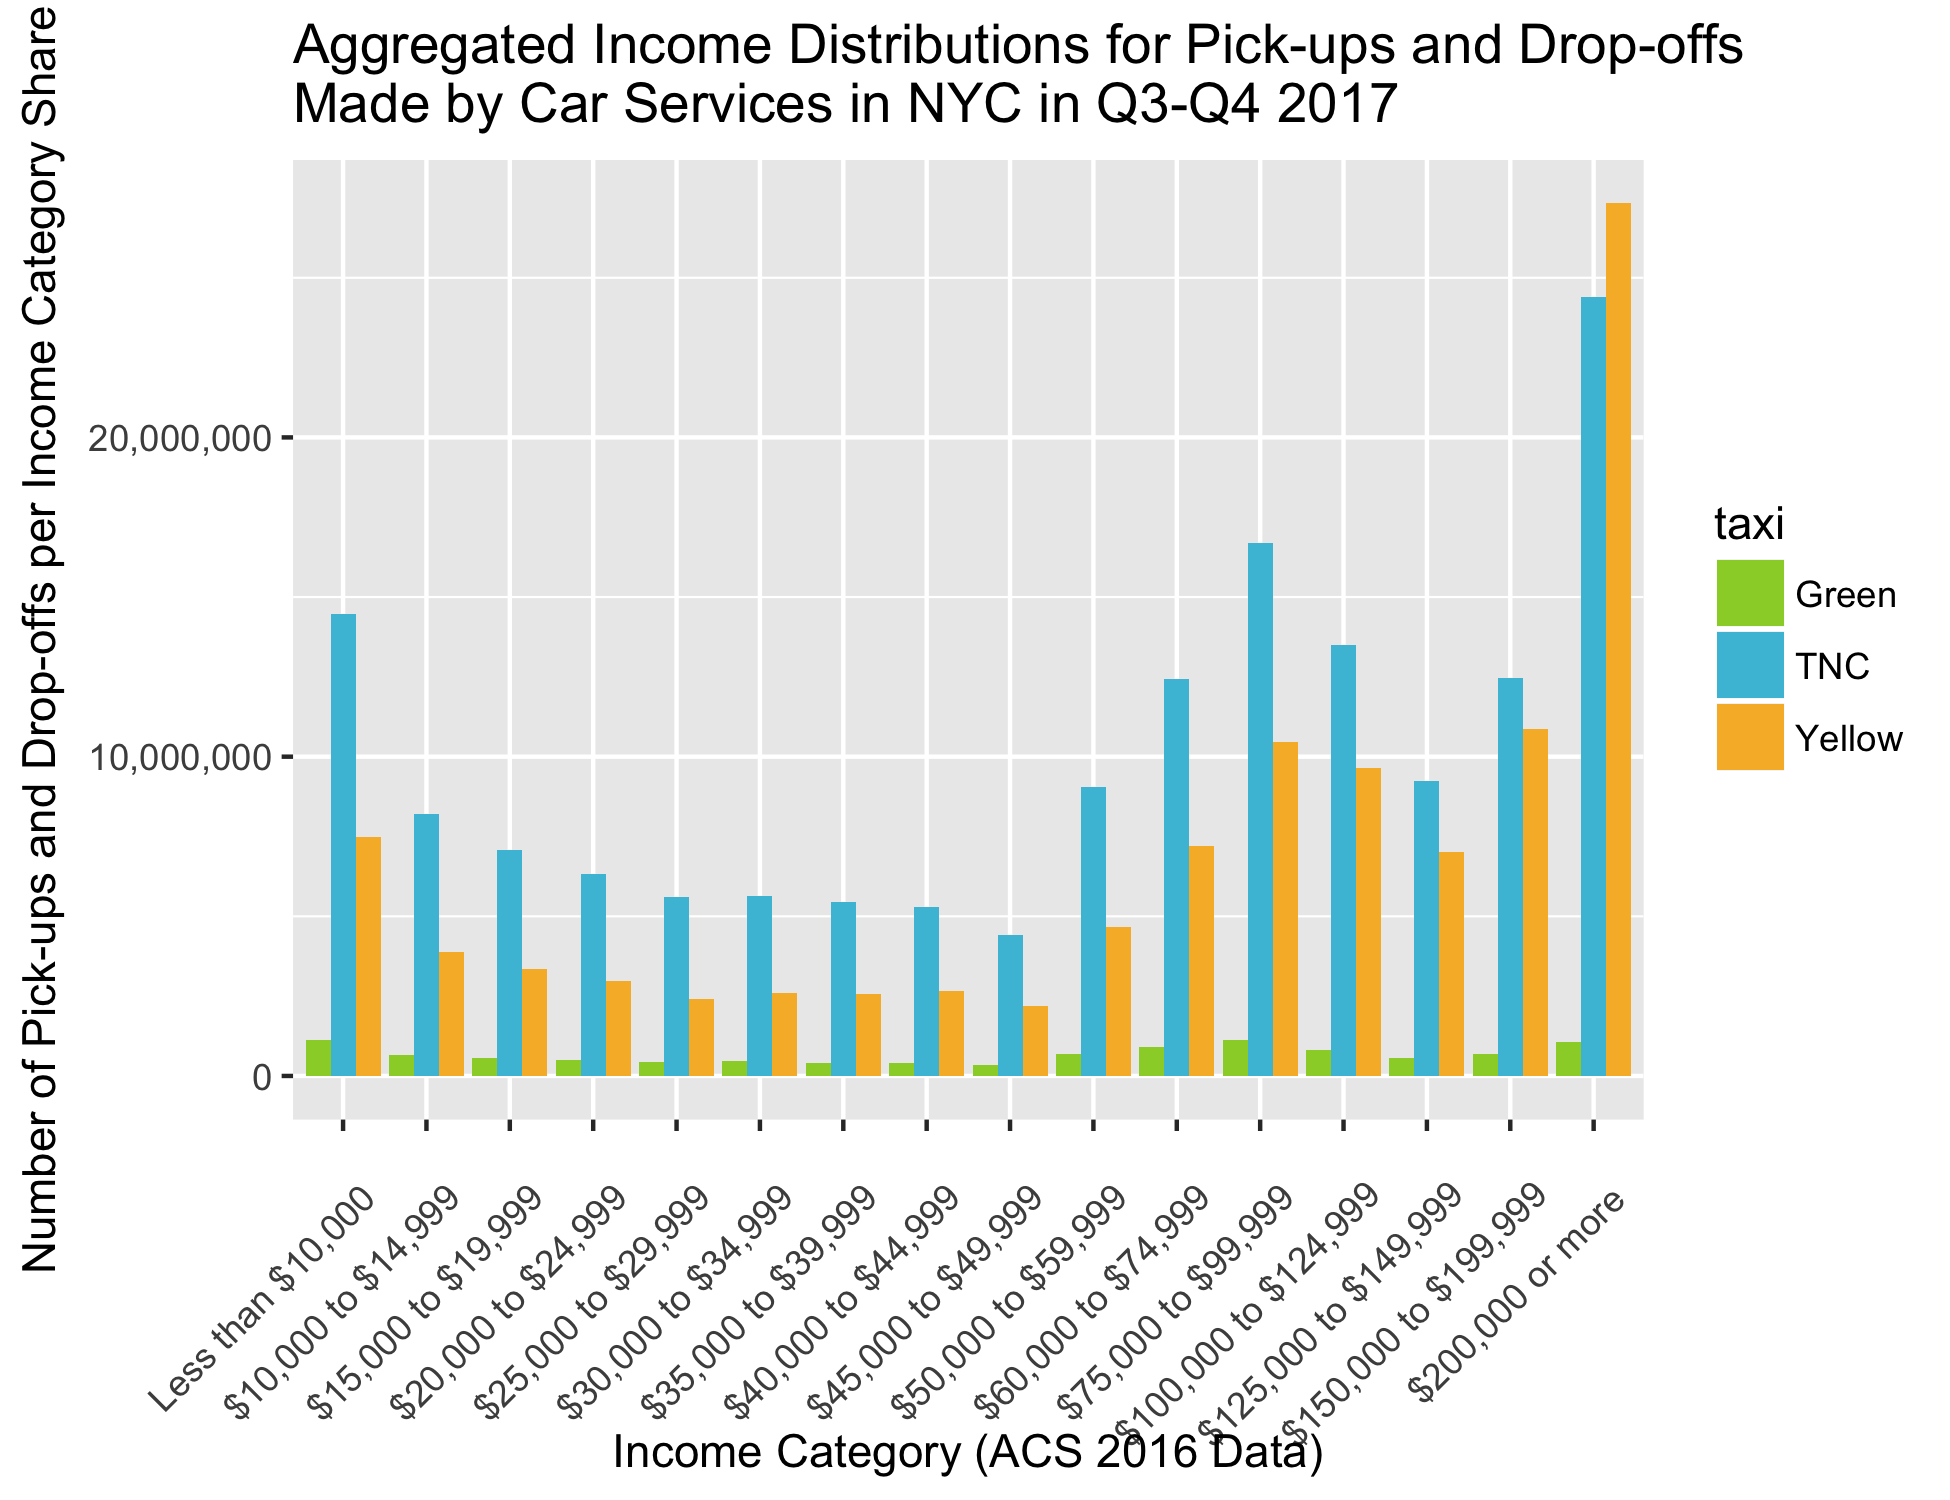 Aggregated Income Distributions for Pick-ups and Drop-offs
Made by Car Services in NYC in Q3-Q4 2017
Number of Pick-ups and Drop-offs per Income Category Share
20,000,000
10,000,000
0
taxi
Green
TNC
Yellow
Less than $10,000
$10,000 to $14,999
$15,000 to $19,999
$20,000 to $24,999
$25,000 to $29,999
$30,000 to $34,999
$35,000 to $39,999
$40,000 to $44,999
$45,000 to $49,999
$50,000 to $59,999
$60,000 to $74,999
$75,000 to $99,999
$100,000 to $124,999
$125,000 to $149,999
$150,000 to $199,999
$200,000 or more
Income Category (ACS 2016 Data)